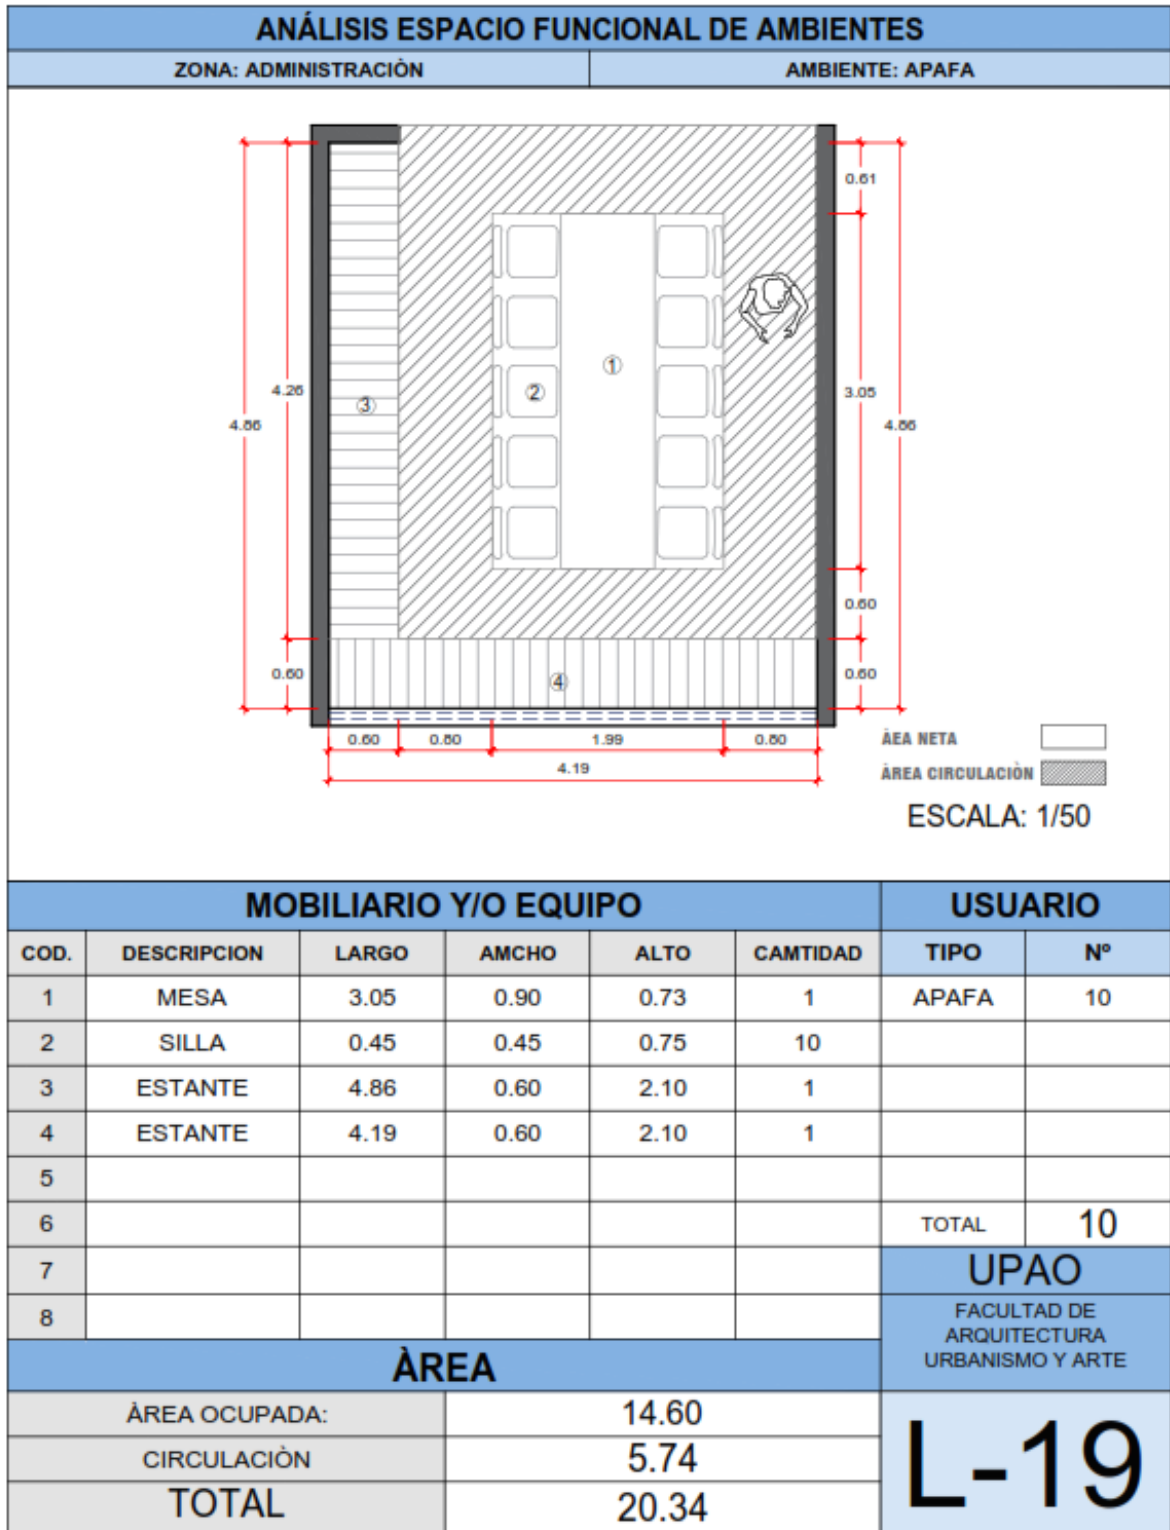 ANÁLISIS ESPACIO FUNCIONAL DE AMBIENTES
ZONA: ADMINISTRACIÒN
AMBIENTE: APAFA
0.61
4.26
4.86
3
2
1
3.05
4.86
0.60
0.60
0.60
4
0.60
0.80
1.99
0.80
4.19
ÀEA NETA
ÀREA CIRCULACIÒN
ESCALA: 1/50
MOBILIARIO Y/O EQUIPO
USUARIO
COD. DESCRIPCION LARGO AMCHO ALTO CAMTIDAD TIPO Nº
1 MESA 3.05 0.90 0.73 1 APAFA 10
2 SILLA 0.45 0.45 0.75 10
3 ESTANTE 4.86 0.60 2.10 1
4 ESTANTE 4.19 0.60 2.10 1
5
6 TOTAL 10
7
8
UPAO
FACULTAD DE
ARQUITECTURA
URBANISMO Y ARTE
ÀREA
ÀREA OCUPADA: 14.60
CIRCULACIÒN 5.74
TOTAL 20.34
L-19